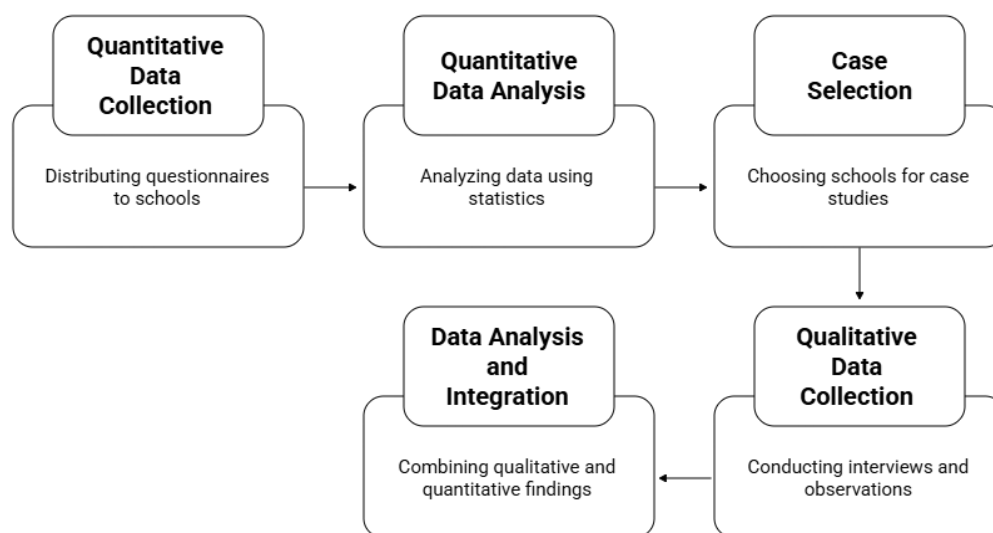 Quantitative
Data
Collection
Distributing questionnaires
to schools
Quantitative
Data Analysis
Analyzing data using
statistics
Case
Selection
Choosing schools for case
studies
Qualitative
Data
Collection
Conducting interviews and
observations
Data Analysis
and
Integration
Combining qualitative and
quantitative findings